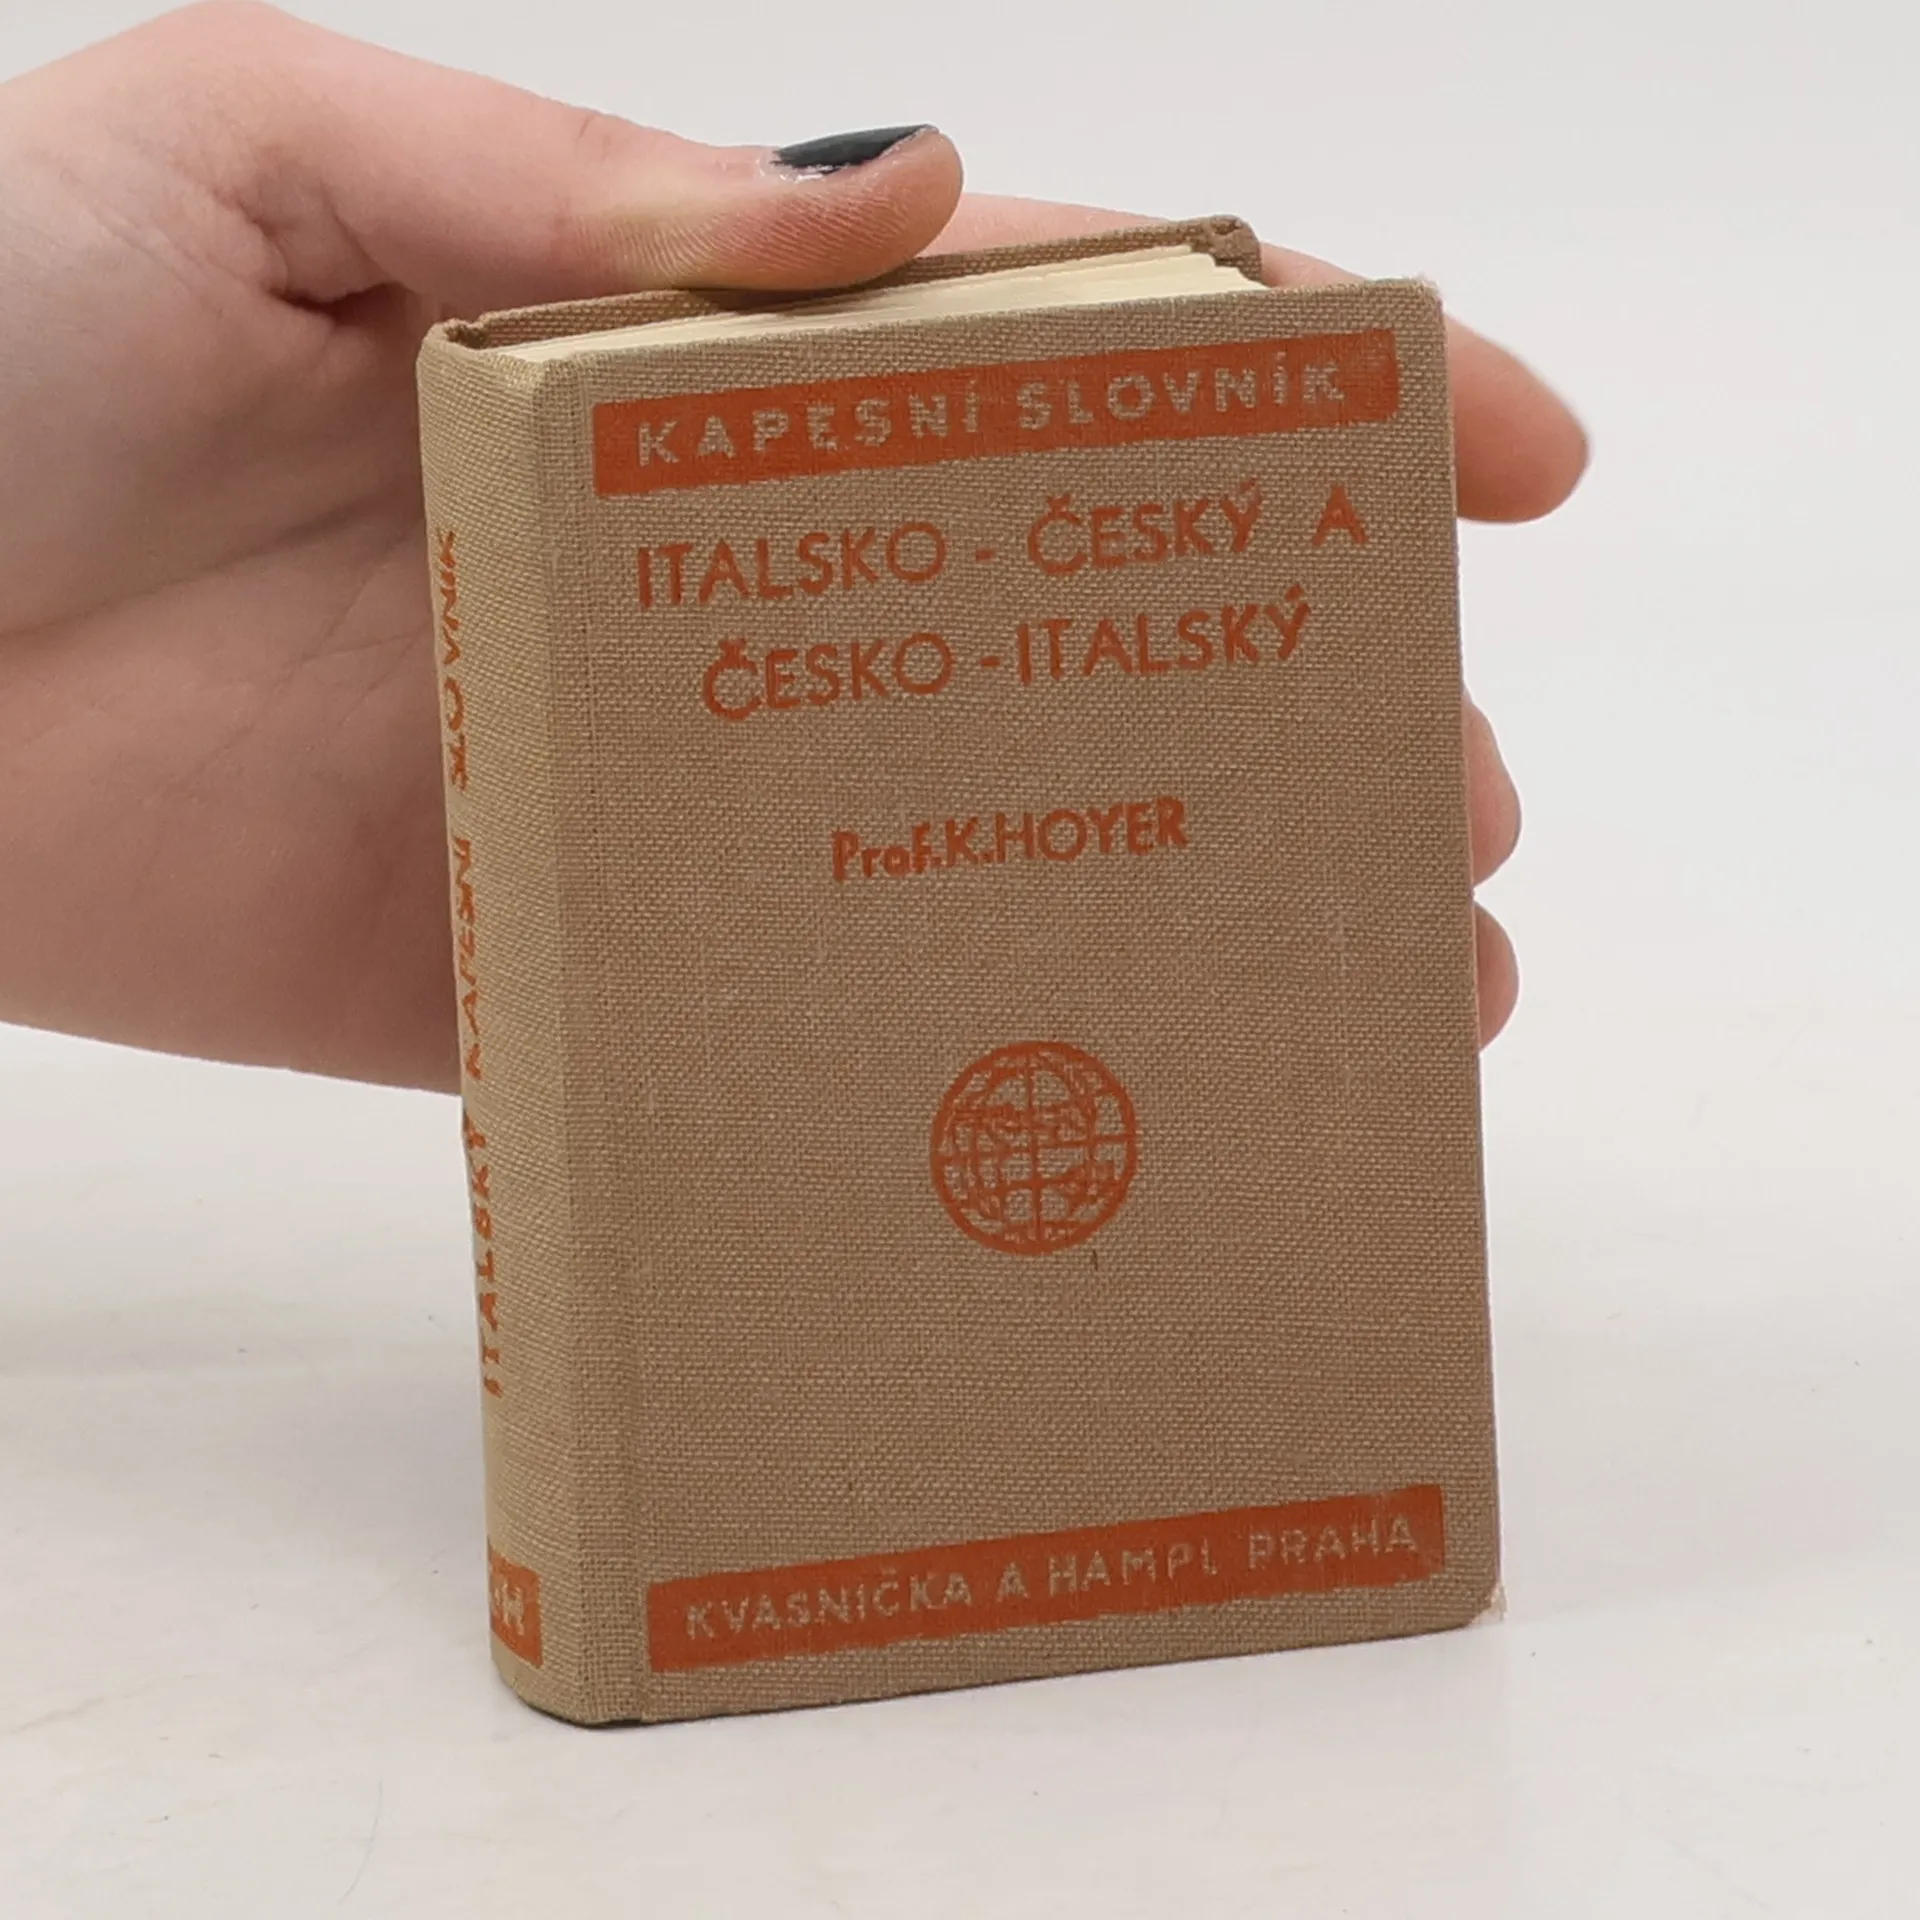 KAPESNÍ SLOVNÍK
ITALSKO - ČESKÝ A
ČESKO - ITALSKÝ
Prof. K. HOYER
KVASNIČKA A HAMPL PRAHA
ITALSKÝ KAPESNÍ SLOVNÍK